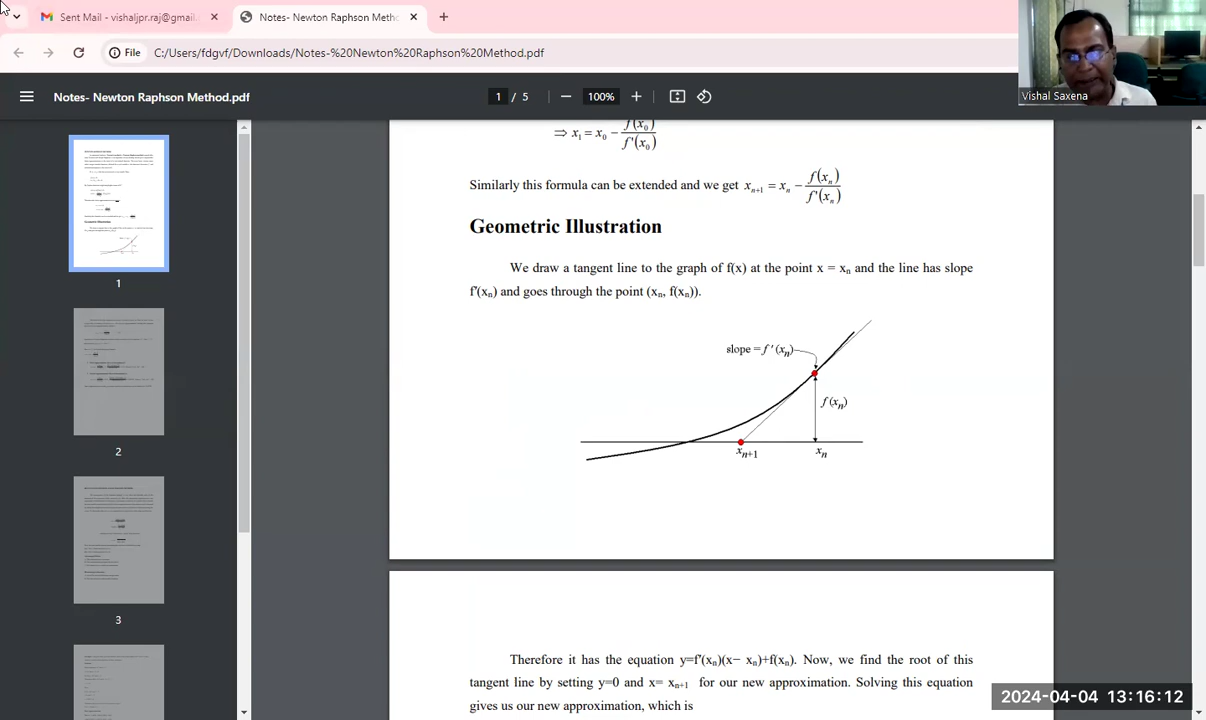 Sent Mail - vishaljpr.raj@gmail.
Notes- Newton Raphson Metho
File
C:/Users/fdgvf/Downloads/Notes-%20Newton%20Raphson%20Method.pdf
Vishal Saxena
Notes- Newton Raphson Method.pdf
1 / 5
100%
⇒ x₁ = x₀ − f(x₀) / f'(x₀)
Similarly this formula can be extended and we get xₙ₊₁ = xₙ − f(xₙ) / f'(xₙ)
Geometric Illustration
We draw a tangent line to the graph of f(x) at the point x = xₙ and the line has slope
f'(xₙ) and goes through the point (xₙ, f(xₙ)).
slope = f '(xₙ)
f(xₙ)
xₙ₊₁
xₙ
1
2
3
Therefore it has the equation y=f'(xₙ)(x− xₙ)+f(xₙ). Now, we find the root of this
tangent line by setting y=0 and x= xₙ₊₁ for our new approximation. Solving this equation
gives us our new approximation, which is
2024-04-04 13:16:12